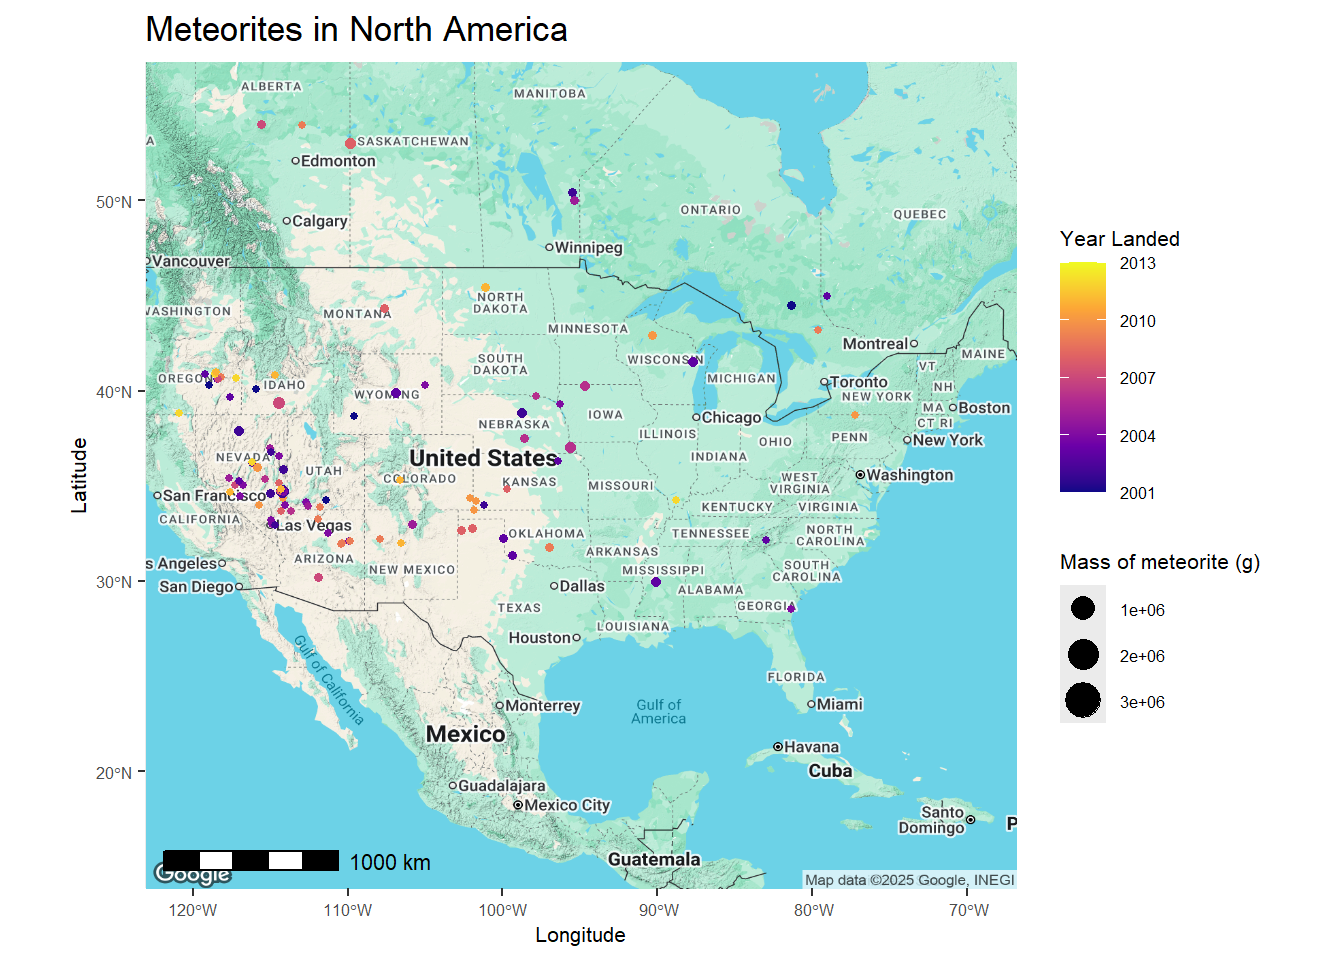 Meteorites in North America
ALBERTA
MANITOBA
A
SASKATCHEWAN
Edmonton
50°N
ONTARIO
QUEBEC
Calgary
Winnipeg
Vancouver
WASHINGTON
MONTANA
NORTH
DAKOTA
MINNESOTA
Montreal
MAINE
WISCONSIN
SOUTH
DAKOTA
MICHIGAN
VT
OREGO
IDAHO
Toronto
NH
40°N
WYOMING
NEW YORK
MA
Boston
IOWA
CT RI
Chicago
NEBRASKA
ILLINOIS
OHIO
PENN
New York
NEVADA
United States
INDIANA
UTAH
COLORADO
KANSAS
MISSOURI
WEST
VIRGINIA
Washington
San Francisco
CALIFORNIA
KENTUCKY
VIRGINIA
Las Vegas
OKLAHOMA
TENNESSEE
NORTH
CAROLINA
ARKANSAS
s Angeles
ARIZONA
NEW MEXICO
MISSISSIPPI
SOUTH
CAROLINA
30°N
San Diego
Dallas
ALABAMA
TEXAS
GEORGIA
LOUISIANA
Houston
Gulf of California
FLORIDA
Monterrey
Gulf of
America
Miami
Mexico
Havana
20°N
Cuba
Guadalajara
Mexico City
Santo
Domingo
P
Guatemala
1000 km
Google
Map data ©2025 Google, INEGI
120°W
110°W
100°W
90°W
80°W
70°W
Longitude
Latitude
Year Landed
2013
2010
2007
2004
2001
Mass of meteorite (g)
1e+06
2e+06
3e+06